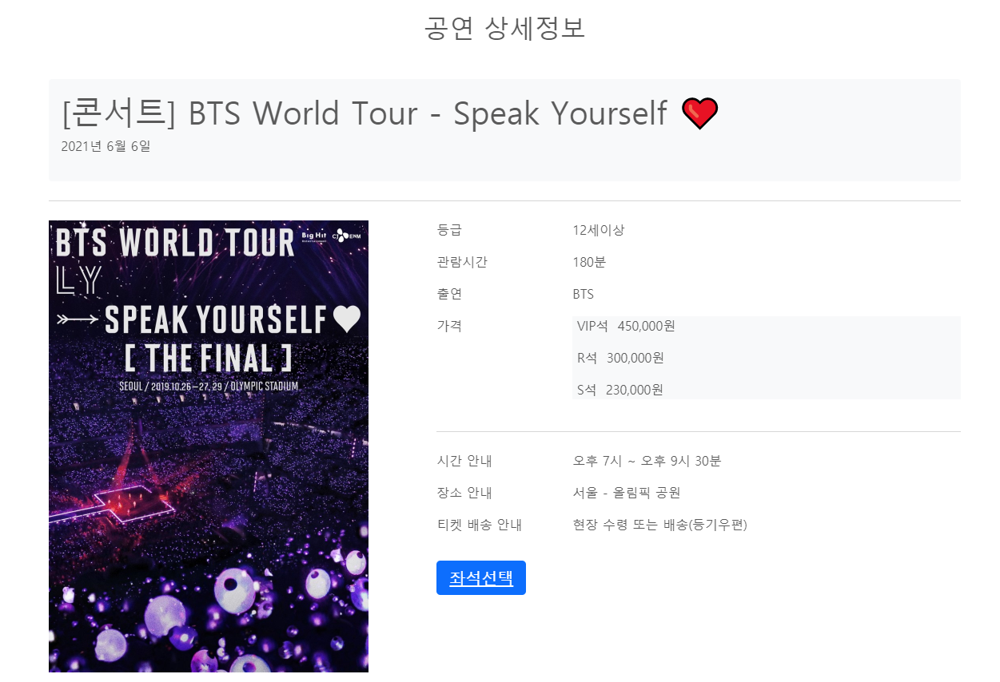 공연 상세정보
[콘서트] BTS World Tour - Speak Yourself
2021년 6월 6일
BTS WORLD TOUR
Big Hit
Entertainment
CJ ENM
LY
SPEAK YOURSELF
[ THE FINAL ]
SEOUL / 2019.10.26–27, 29 / OLYMPIC STADIUM
등급 12세이상
관람시간 180분
출연 BTS
가격 VIP석 450,000원
R석 300,000원
S석 230,000원
시간 안내 오후 7시 ~ 오후 9시 30분
장소 안내 서울 - 올림픽 공원
티켓 배송 안내 현장 수령 또는 배송(등기우편)
좌석선택